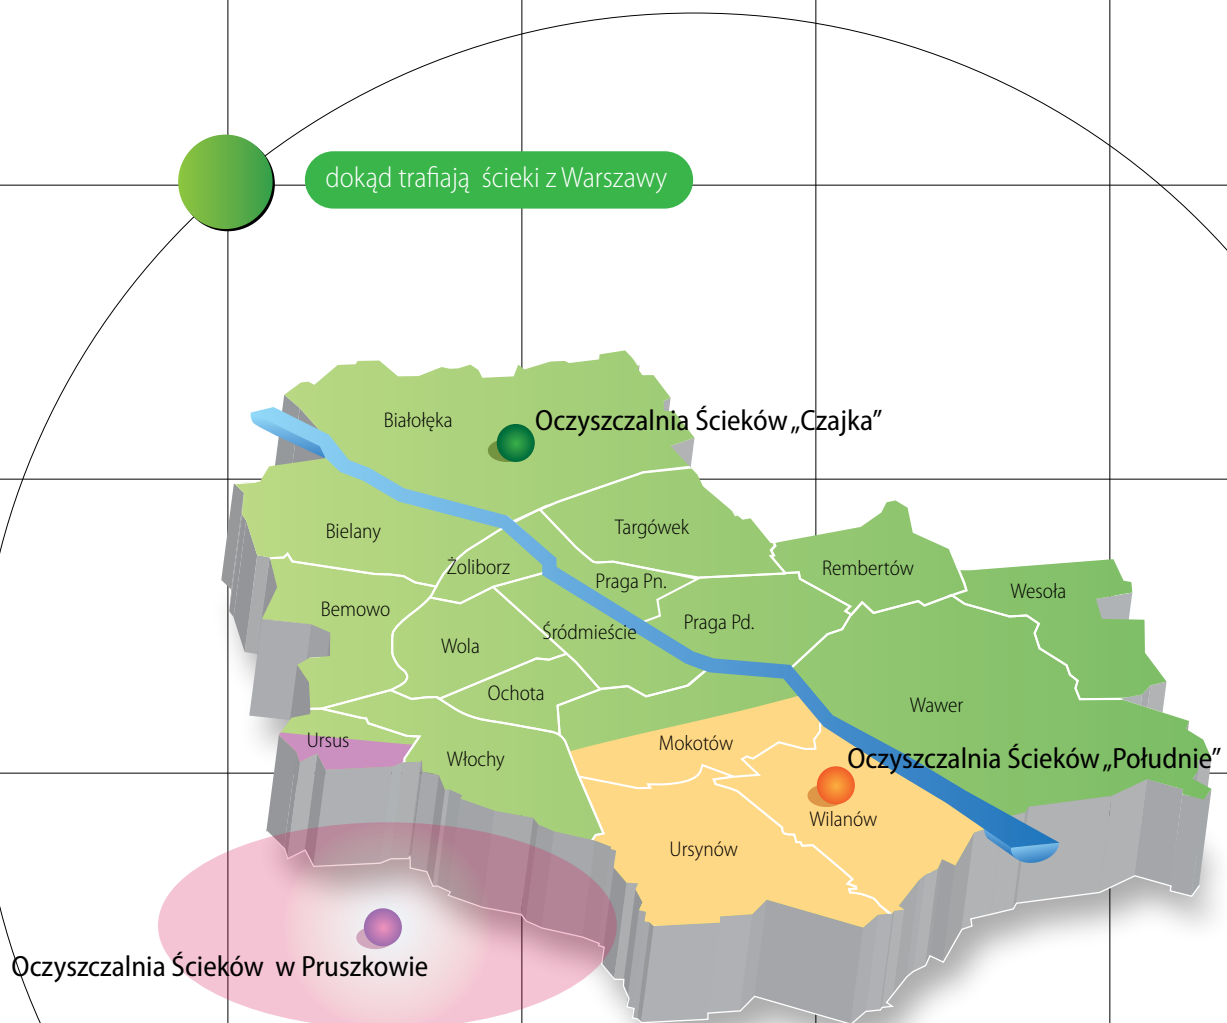 dokąd trafiają ścieki z Warszawy
Białołęka
Oczyszczalnia Ścieków „Czajka”
Bielany
Targówek
Żoliborz
Praga Pn.
Rembertów
Wesoła
Bemowo
Wola
Śródmieście
Praga Pd.
Ochota
Wawer
Ursus
Włochy
Mokotów
Oczyszczalnia Ścieków „Południe”
Wilanów
Ursynów
Oczyszczalnia Ścieków w Pruszkowie